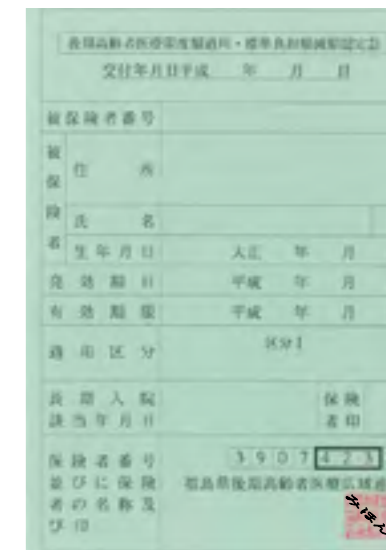 後期高齢者医療限度額適用・標準負担額減額認定証
交付年月日平成 年 月 日
被保険者番号
被保険者
住所
氏名
生年月日 大正 年 月
発効期日 平成 年 月
有効期限 平成 年 月
適用区分 区分I
長期入院該当年月日 保険者印
保険者番号並びに保険者の名称及び印
3907423
福島県後期高齢者医療広域連
みほん